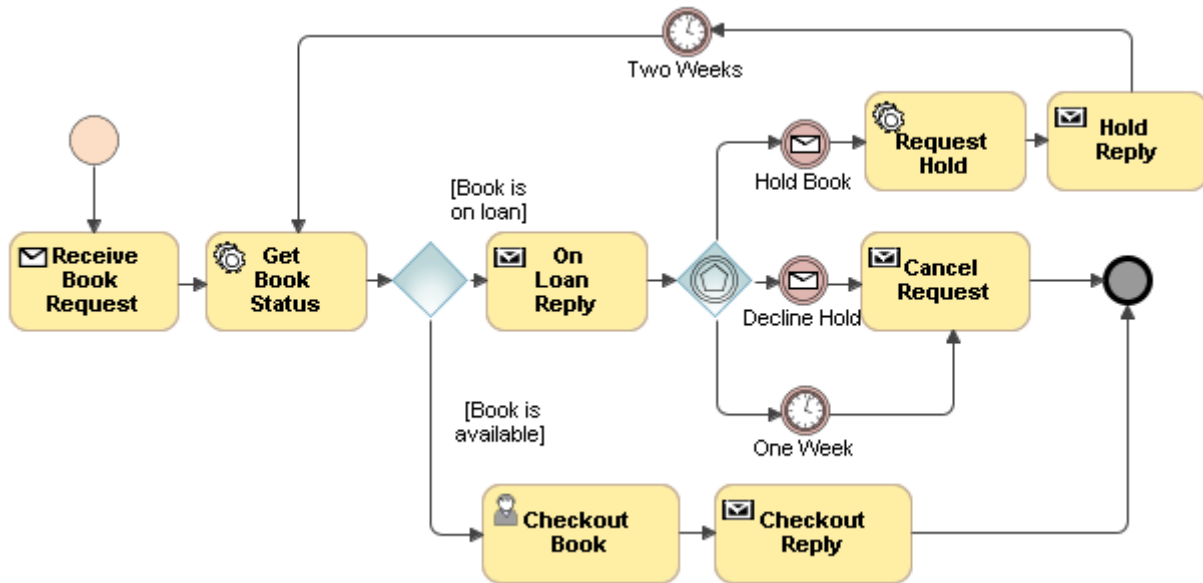 Two Weeks
Request
Hold
Hold
Reply
Hold Book
[Book is
on loan]
Receive
Book
Request
Get
Book
Status
On
Loan
Reply
Cancel
Request
Decline Hold
[Book is
available]
One Week
Checkout
Book
Checkout
Reply